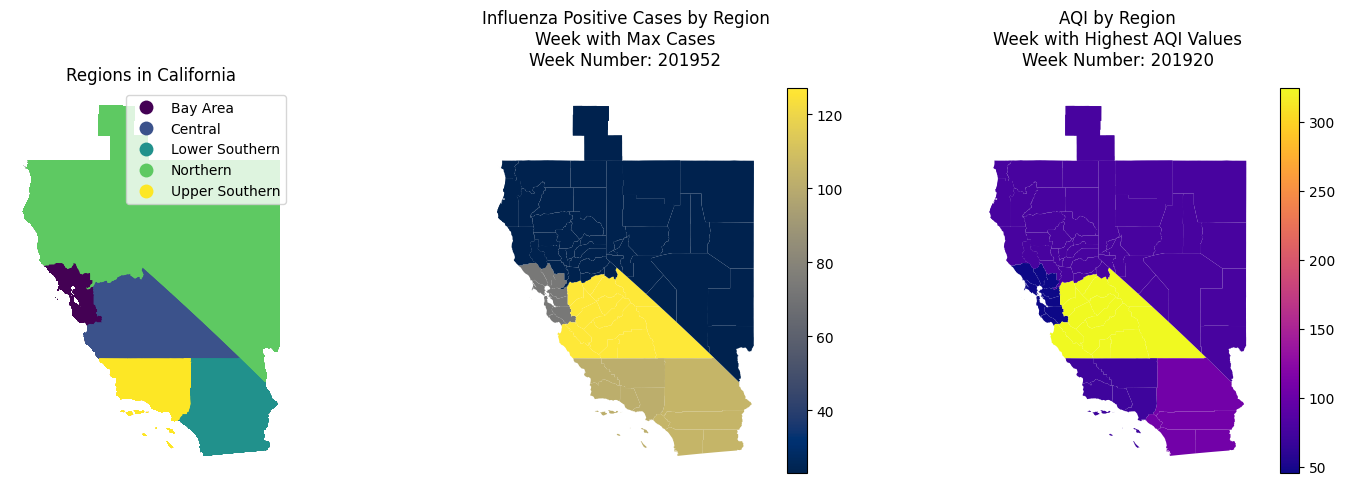 Regions in California
Bay Area
Central
Lower Southern
Northern
Upper Southern
Influenza Positive Cases by Region
Week with Max Cases
Week Number: 201952
120
100
80
60
40
AQI by Region
Week with Highest AQI Values
Week Number: 201920
300
250
200
150
100
50